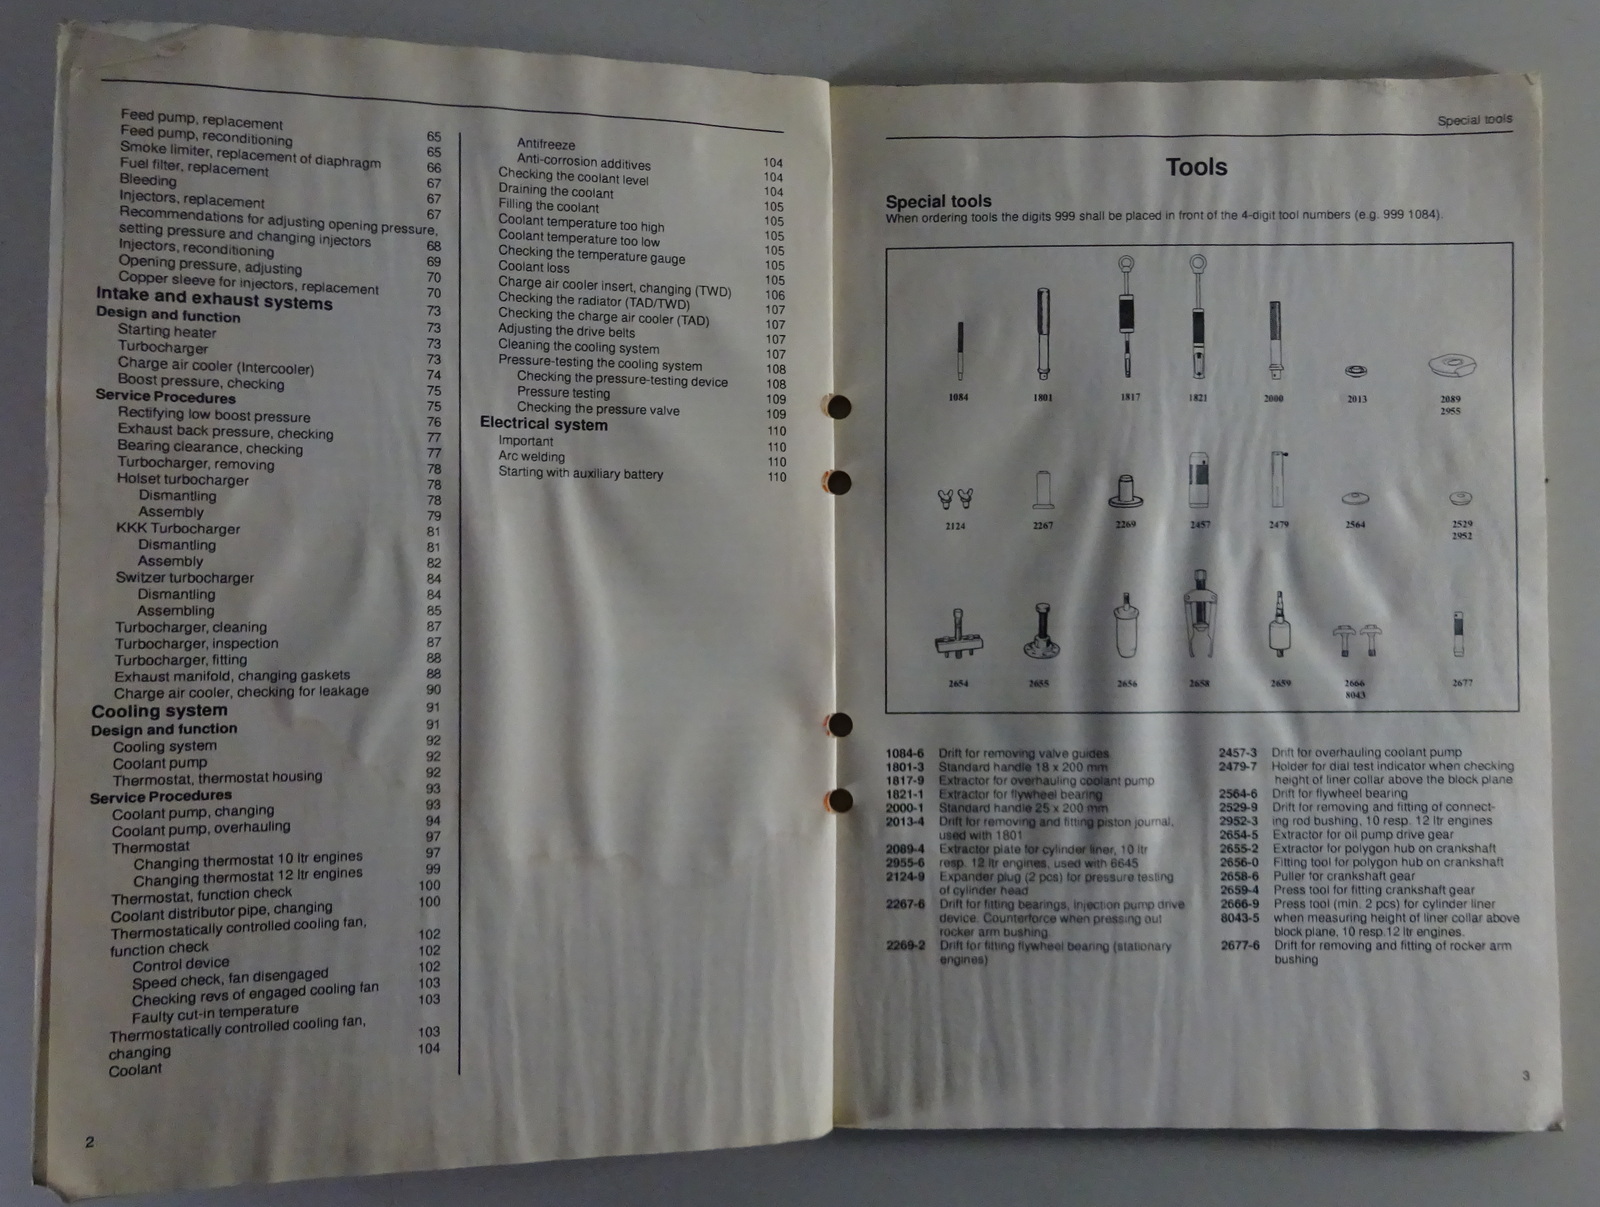 Feed pump, replacement 65
Feed pump, reconditioning 65
Smoke limiter, replacement of diaphragm 66
Fuel filter, replacement 67
Bleeding 67
Injectors, replacement 67
Recommendations for adjusting opening pressure,
setting pressure and changing injectors 68
Injectors, reconditioning 69
Opening pressure, adjusting 70
Copper sleeve for injectors, replacement 70
Intake and exhaust systems 73
Design and function 73
Starting heater 73
Turbocharger 73
Charge air cooler (Intercooler) 74
Boost pressure, checking 75
Service Procedures 75
Rectifying low boost pressure 76
Exhaust back pressure, checking 77
Bearing clearance, checking 77
Turbocharger, removing 78
Holset turbocharger 78
Dismantling 78
Assembly 79
KKK Turbocharger 81
Dismantling 81
Assembly 82
Switzer turbocharger 84
Dismantling 84
Assembling 85
Turbocharger, cleaning 87
Turbocharger, inspection 87
Turbocharger, fitting 88
Exhaust manifold, changing gaskets 88
Charge air cooler, checking for leakage 90
Cooling system 91
Design and function 91
Cooling system 92
Coolant pump 92
Thermostat, thermostat housing 92
Service Procedures 93
Coolant pump, changing 93
Coolant pump, overhauling 94
Thermostat 97
Changing thermostat 10 ltr engines 97
Changing thermostat 12 ltr engines 99
Thermostat, function check 100
Coolant distributor pipe, changing 100
Thermostatically controlled cooling fan,
function check 102
Control device 102
Speed check, fan disengaged 102
Checking revs of engaged cooling fan 103
Faulty cut-in temperature 103
Thermostatically controlled cooling fan,
changing 103
Coolant 104
2
Antifreeze 104
Anti-corrosion additives 104
Checking the coolant level 104
Draining the coolant 105
Filling the coolant 105
Coolant temperature too high 105
Coolant temperature too low 105
Checking the temperature gauge 105
Coolant loss 105
Charge air cooler insert, changing (TWD) 106
Checking the radiator (TAD/TWD) 107
Checking the charge air cooler (TAD) 107
Adjusting the drive belts 107
Cleaning the cooling system 107
Pressure-testing the cooling system 108
Checking the pressure-testing device 108
Pressure testing 109
Checking the pressure valve 109
Electrical system 110
Important 110
Arc welding 110
Starting with auxiliary battery 110
Special tools
Tools
Special tools
When ordering tools the digits 999 shall be placed in front of the 4-digit tool numbers (e.g. 999 1084).
1084 1801 1817 1821 2000 2013 2089
2955
2124 2267 2269 2457 2479 2564 2529
2952
2654 2655 2656 2658 2659 2666 2677
8043
1084-6 Drift for removing valve guides
1801-3 Standard handle 18 x 200 mm
1817-9 Extractor for overhauling coolant pump
1821-1 Extractor for flywheel bearing
2000-1 Standard handle 25 x 200 mm
2013-4 Drift for removing and fitting piston journal,
used with 1801
2089-4 Extractor plate for cylinder liner, 10 ltr
2955-6 resp. 12 ltr engines, used with 6645
2124-9 Expander plug (2 pcs) for pressure testing
of cylinder head
2267-6 Drift for fitting bearings, injection pump drive
device. Counterforce when pressing out
rocker arm bushing
2269-2 Drift for fitting flywheel bearing (stationary
engines)
2457-3 Drift for overhauling coolant pump
2479-7 Holder for dial test indicator when checking
height of liner collar above the block plane
2564-6 Drift for flywheel bearing
2529-9 Drift for removing and fitting of connect-
2952-3 ing rod bushing, 10 resp. 12 ltr engines
2654-5 Extractor for oil pump drive gear
2655-2 Extractor for polygon hub on crankshaft
2656-0 Fitting tool for polygon hub on crankshaft
2658-6 Puller for crankshaft gear
2659-4 Press tool for fitting crankshaft gear
2666-9 Press tool (min. 2 pcs) for cylinder liner
8043-5 when measuring height of liner collar above
block plane, 10 resp.12 ltr engines.
2677-6 Drift for removing and fitting of rocker arm
bushing
3